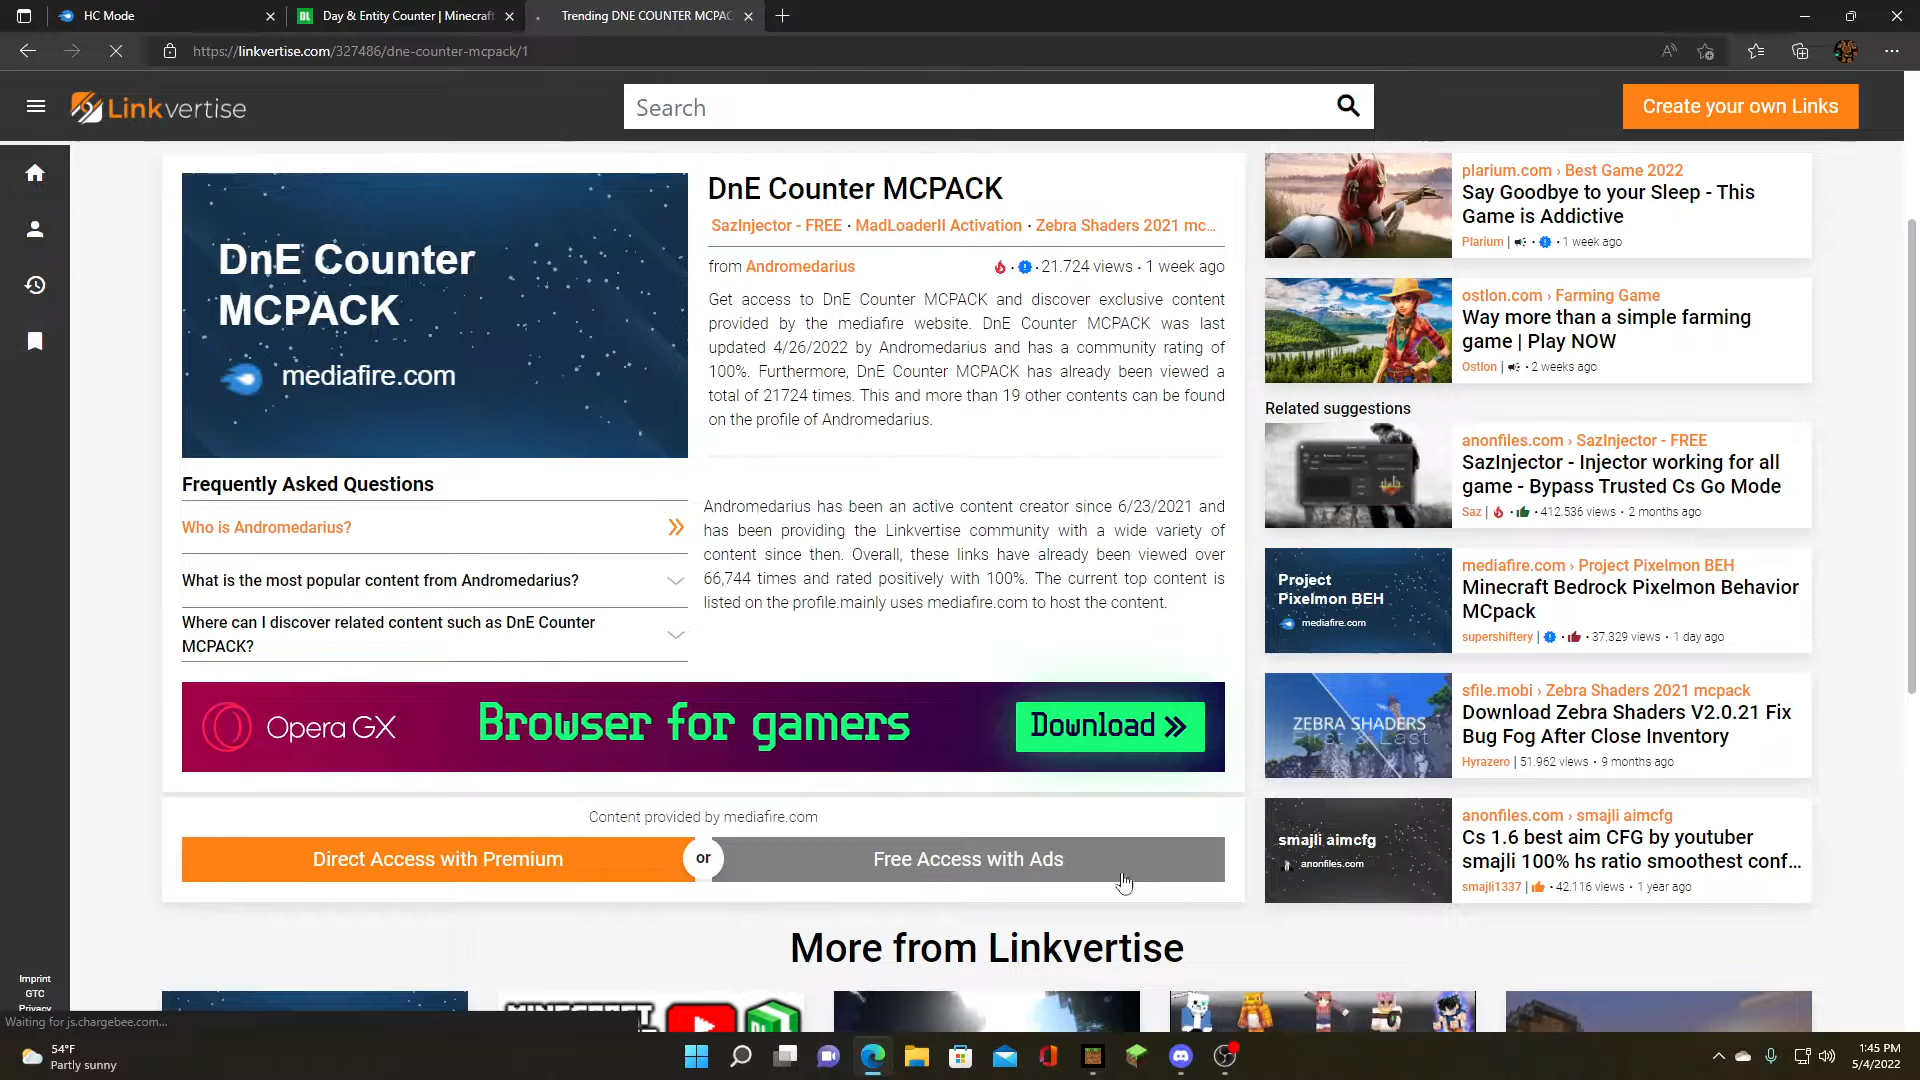 HC Mode
Day & Entity Counter | Minecraft
Trending DNE COUNTER MCPAC
https://linkvertise.com/327486/dne-counter-mcpack/1
Linkvertise
Search
Create your own Links
DnE Counter
MCPACK
mediafire.com
DnE Counter MCPACK
SazInjector - FREE · MadLoaderII Activation · Zebra Shaders 2021 mc...
from Andromedarius
21.724 views · 1 week ago
Get access to DnE Counter MCPACK and discover exclusive content
provided by the mediafire website. DnE Counter MCPACK was last
updated 4/26/2022 by Andromedarius and has a community rating of
100%. Furthermore, DnE Counter MCPACK has already been viewed a
total of 21724 times. This and more than 19 other contents can be found
on the profile of Andromedarius.
Frequently Asked Questions
Who is Andromedarius?
What is the most popular content from Andromedarius?
Where can I discover related content such as DnE Counter
MCPACK?
Andromedarius has been an active content creator since 6/23/2021 and
has been providing the Linkvertise community with a wide variety of
content since then. Overall, these links have already been viewed over
66,744 times and rated positively with 100%. The current top content is
listed on the profile.mainly uses mediafire.com to host the content.
Opera GX
Browser for gamers
Download
Content provided by mediafire.com
Direct Access with Premium
or
Free Access with Ads
More from Linkvertise
plarium.com › Best Game 2022
Say Goodbye to your Sleep - This
Game is Addictive
Plarium | · 1 week ago
ostlon.com › Farming Game
Way more than a simple farming
game | Play NOW
Ostlon | · 2 weeks ago
Related suggestions
anonfiles.com › SazInjector - FREE
SazInjector - Injector working for all
game - Bypass Trusted Cs Go Mode
Saz | · 412.536 views · 2 months ago
Project
Pixelmon BEH
mediafire.com
mediafire.com › Project Pixelmon BEH
Minecraft Bedrock Pixelmon Behavior
MCpack
supershiftery | · 37.329 views · 1 day ago
ZEBRA SHADERS
First & Last
sfile.mobi › Zebra Shaders 2021 mcpack
Download Zebra Shaders V2.0.21 Fix
Bug Fog After Close Inventory
Hyrazero | 51.962 views · 9 months ago
smajli aimcfg
anonfiles.com
anonfiles.com › smajli aimcfg
Cs 1.6 best aim CFG by youtuber
smajli 100% hs ratio smoothest conf...
smajli1337 | · 42.116 views · 1 year ago
Imprint
GTC
Privacy
Waiting for js.chargebee.com...
54°F
Partly sunny
1:45 PM
5/4/2022